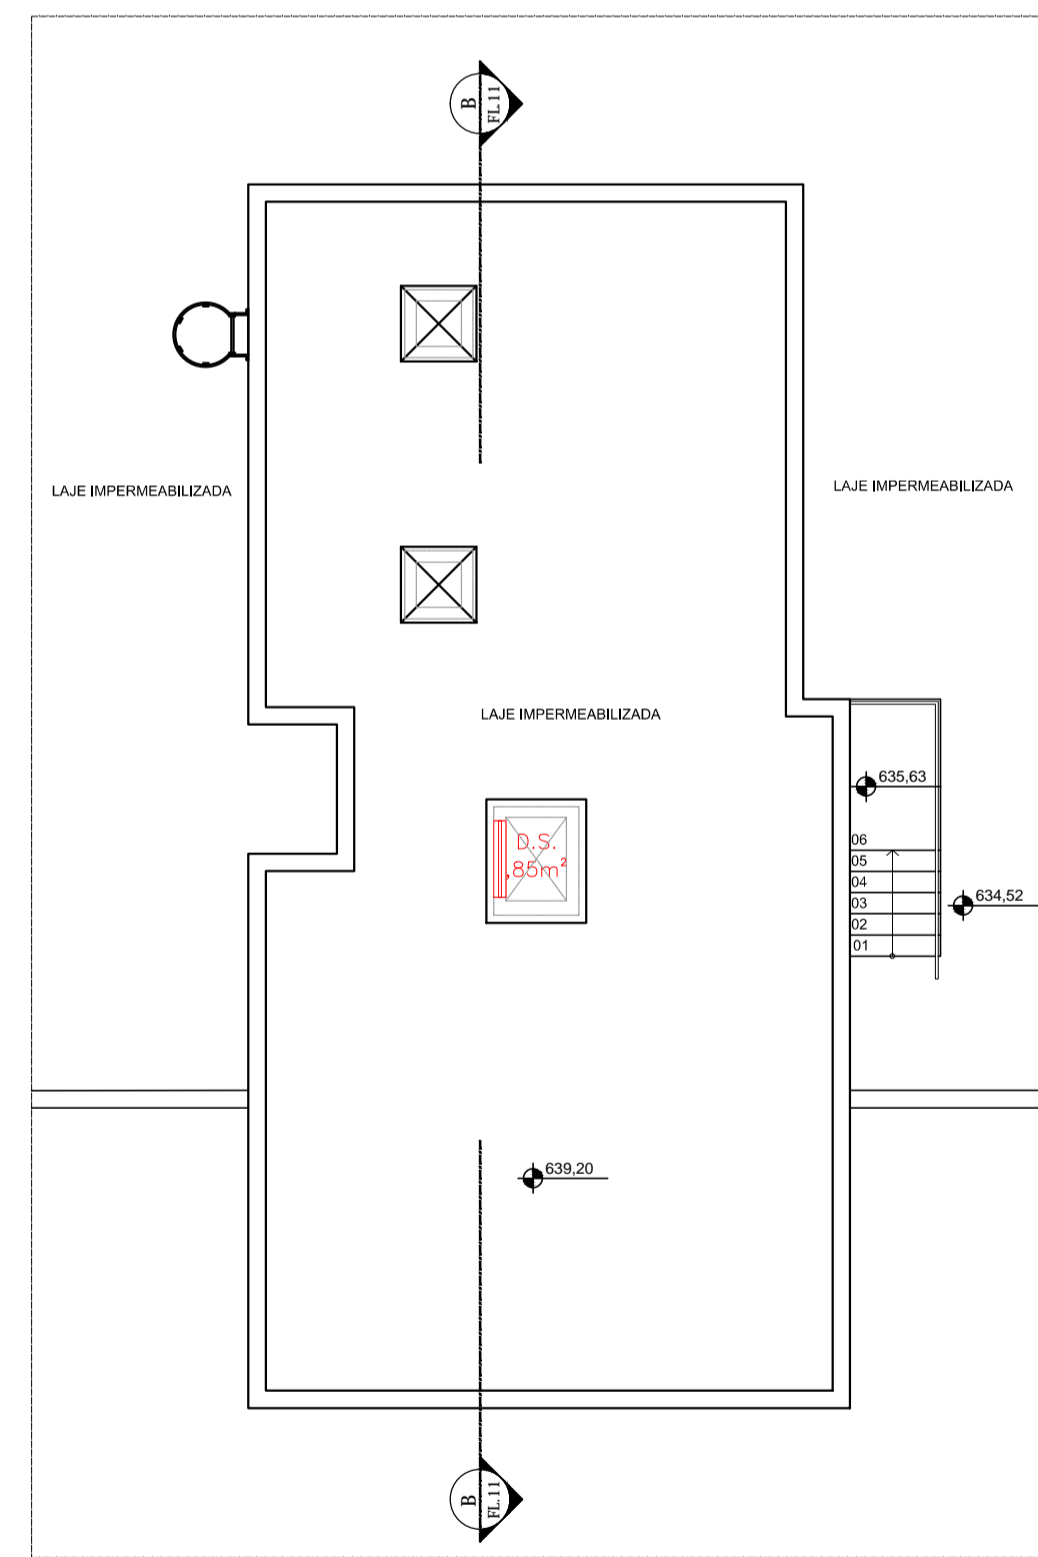 B
FL.11
LAJE IMPERMEABILIZADA
LAJE IMPERMEABILIZADA
LAJE IMPERMEABILIZADA
635,63
D.S.
,85m²
06
05
04
03
02
01
634,52
639,20
B
FL.11